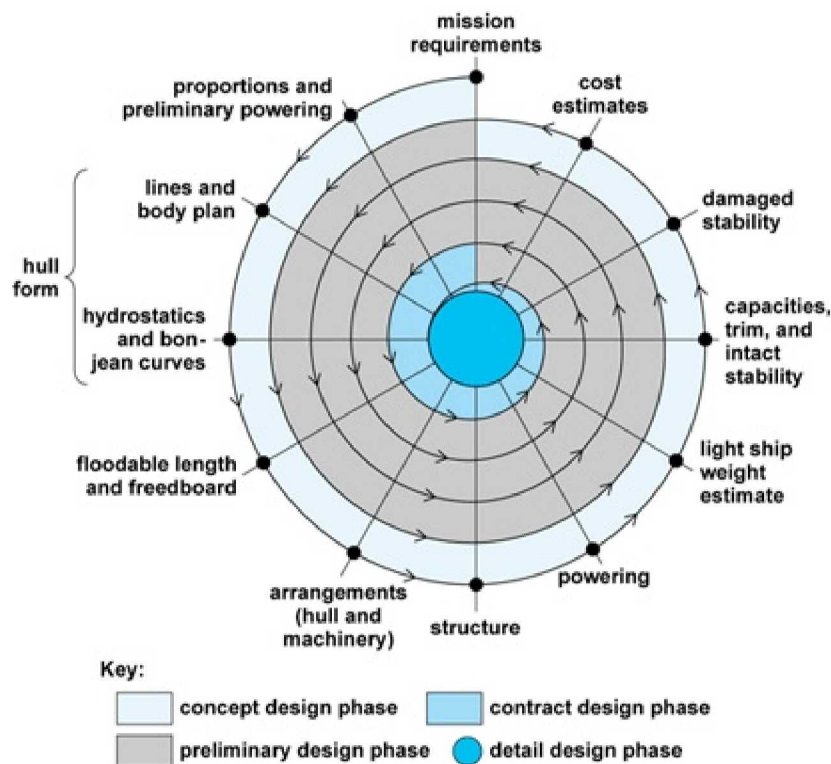 mission
requirements
cost
estimates
proportions and
preliminary powering
damaged
stability
lines and
body plan
hull
form
hydrostatics
and bon-
jean curves
capacities,
trim, and
intact
stability
floodable length
and freedboard
light ship
weight
estimate
arrangements
(hull and
machinery)
structure
powering
Key:
concept design phase
contract design phase
preliminary design phase
detail design phase